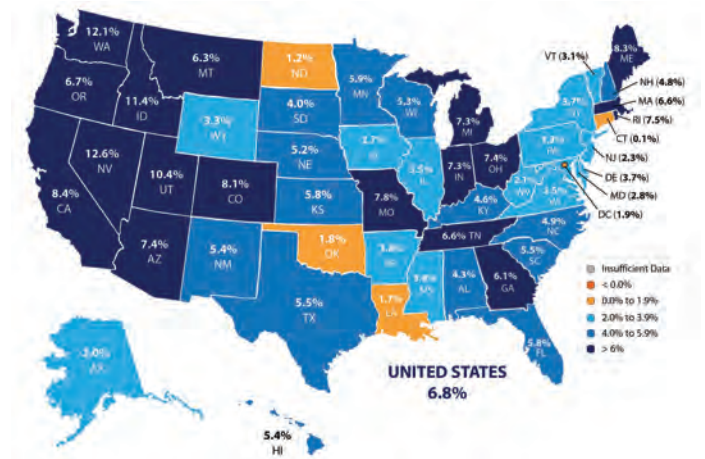 12.1%
WA
6.7%
OR
11.4%
ID
6.3%
MT
1.2%
ND
5.9%
MN
4.0%
SD
3.3%
WY
5.3%
WI
7.3%
MI
8.3%
ME
VT (3.1%)
NH (4.8%)
MA (6.6%)
RI (7.5%)
CT (0.1%)
NJ (2.3%)
DE (3.7%)
MD (2.8%)
DC (1.9%)
12.6%
NV
8.4%
CA
10.4%
UT
8.1%
CO
5.2%
NE
5.8%
KS
7.8%
MO
3.5%
IL
7.3%
IN
7.4%
OH
4.6%
KY
4.9%
NC
6.6% TN
5.5%
SC
7.4%
AZ
5.4%
NM
1.8%
OK
5.5%
TX
1.7%
LA
4.3%
AL
6.1%
GA
5.8%
FL
2.0%
AK
5.4%
HI
UNITED STATES
6.8%
Insufficient Data
< 0.0%
0.0% to 1.9%
2.0% to 3.9%
4.0% to 5.9%
> 6%